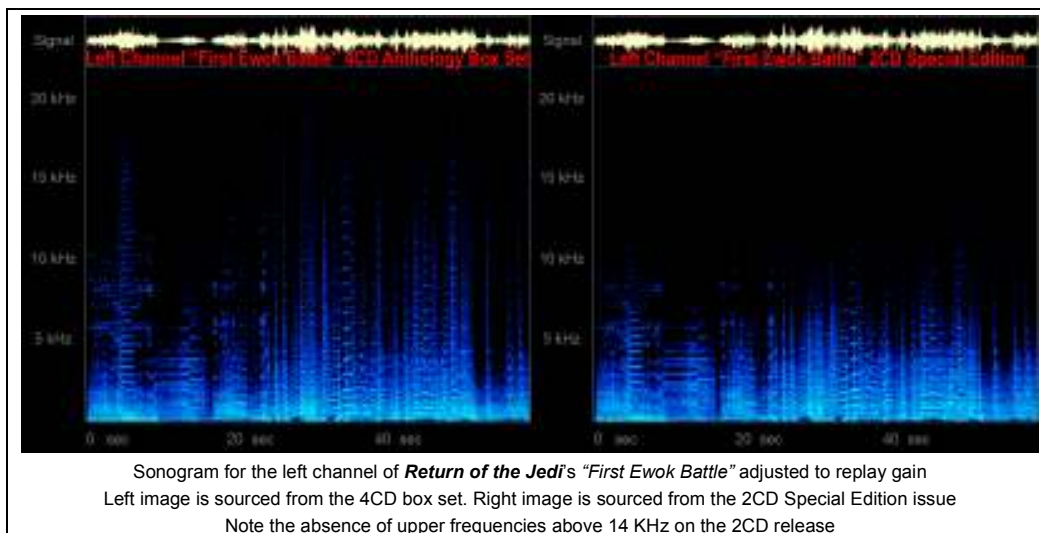 Signal
Left Channel "First Ewok Battle" 4CD Anthology Box Set
20 kHz
15 kHz
10 kHz
5 kHz
0 sec 20 sec 40 sec
Signal
Left Channel "First Ewok Battle" 2CD Special Edition
20 kHz
15 kHz
10 kHz
5 kHz
0 sec 20 sec 40 sec
Sonogram for the left channel of Return of the Jedi's "First Ewok Battle" adjusted to replay gain
Left image is sourced from the 4CD box set. Right image is sourced from the 2CD Special Edition issue
Note the absence of upper frequencies above 14 KHz on the 2CD release